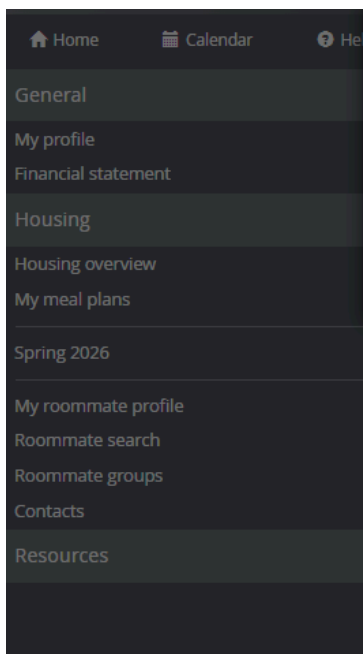 Home Calendar
General
My profile
Financial statement
Housing
Housing overview
My meal plans
Spring 2026
My roommate profile
Roommate search
Roommate groups
Contacts
Resources